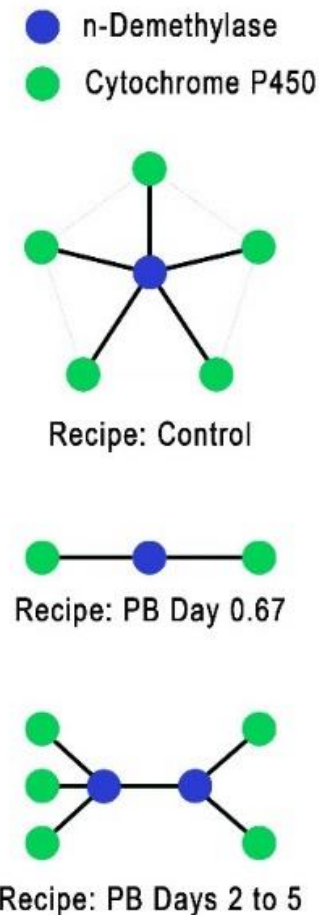 n-Demethylase
Cytochrome P450
Recipe: Control
Recipe: PB Day 0.67
Recipe: PB Days 2 to 5